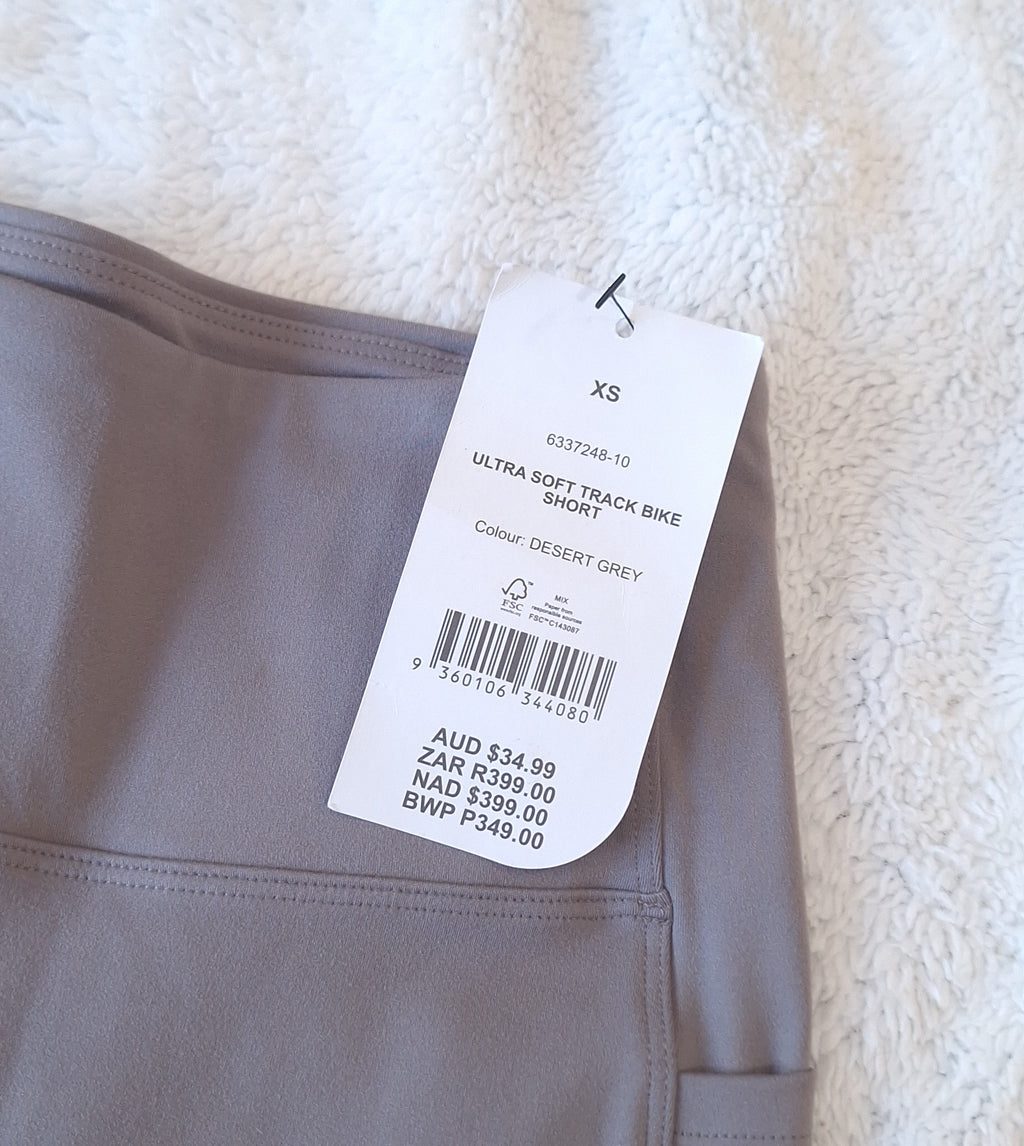 XS
6337248-10
ULTRA SOFT TRACK BIKE
SHORT
Colour: DESERT GREY
FSC™
MIX
Paper from
responsible sources
FSC™ C143087
9 360106 344080
AUD $34.99
ZAR R399.00
NAD $399.00
BWP P349.00